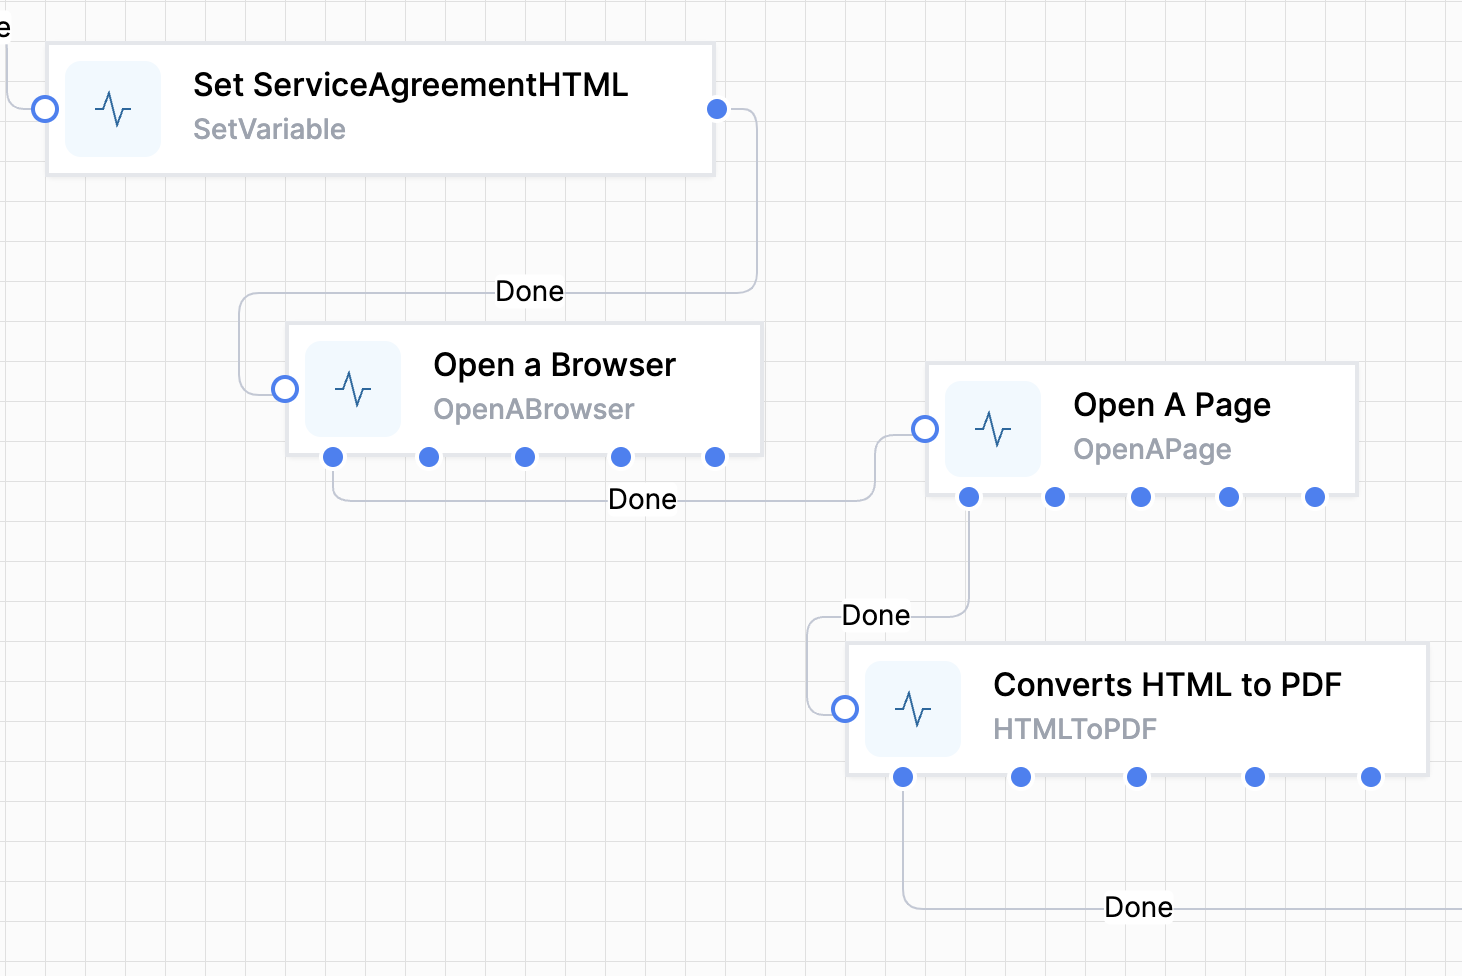 Set ServiceAgreementHTML
SetVariable
Done
Open a Browser
OpenABrowser
Done
Open A Page
OpenAPage
Done
Converts HTML to PDF
HTMLToPDF
Done